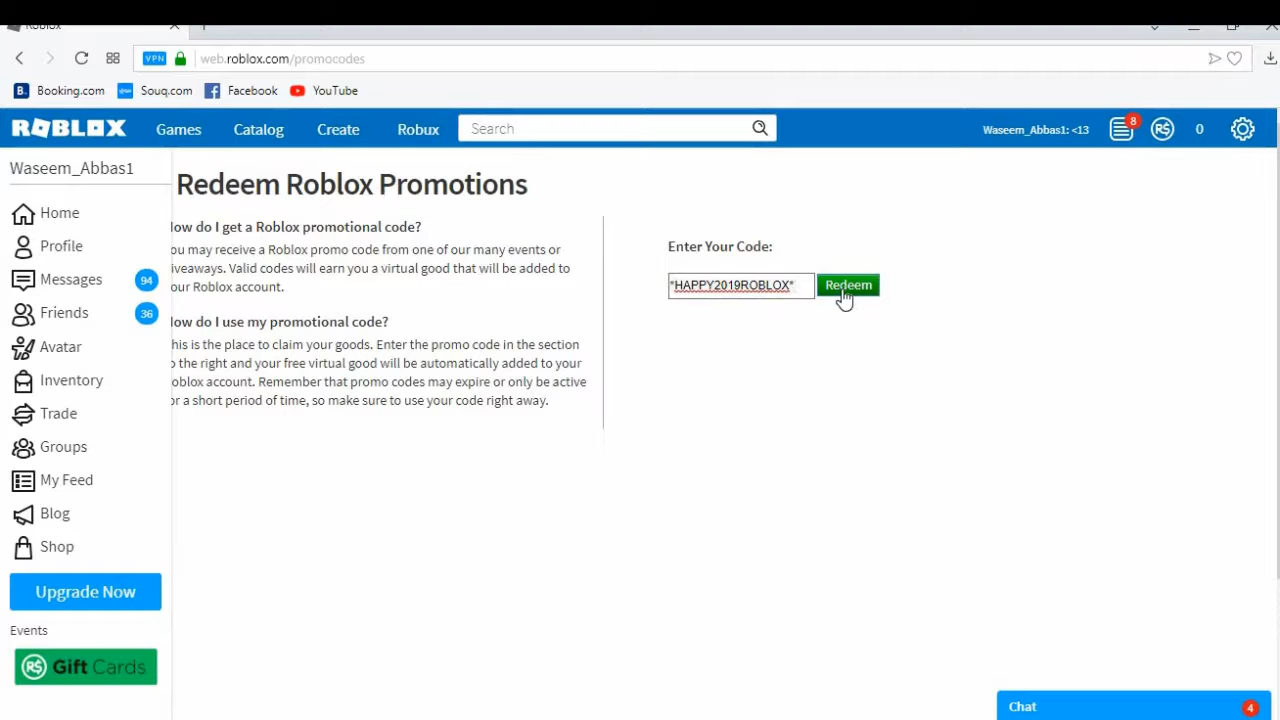 Roblox
VPN web.roblox.com/promocodes
B. Booking.com Souq.com Facebook YouTube
ROBLOX Games Catalog Create Robux Search Waseem_Abbas1: <13 8 R$ 0
Waseem_Abbas1
Home
Profile
Messages 94
Friends 36
Avatar
Inventory
Trade
Groups
My Feed
Blog
Shop
Upgrade Now
Events
R$ Gift Cards
Redeem Roblox Promotions
How do I get a Roblox promotional code?
ou may receive a Roblox promo code from one of our many events or
iveaways. Valid codes will earn you a virtual good that will be added to
our Roblox account.
How do I use my promotional code?
his is the place to claim your goods. Enter the promo code in the section
o the right and your free virtual good will be automatically added to your
oblox account. Remember that promo codes may expire or only be active
or a short period of time, so make sure to use your code right away.
Enter Your Code:
*HAPPY2019ROBLOX* Redeem
Chat 4